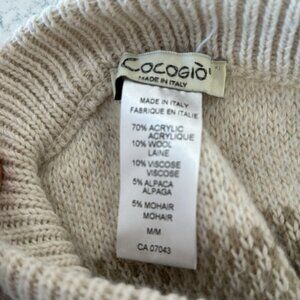 COCOGIÒ
MADE IN ITALY
MADE IN ITALY
FABRIQUE EN ITALIE
70% ACRYLIC
ACRYLIQUE
10% WOOL
LAINE
10% VISCOSE
VISCOSE
5% ALPACA
ALPAGA
5% MOHAIR
MOHAIR
M/M
CA 07043